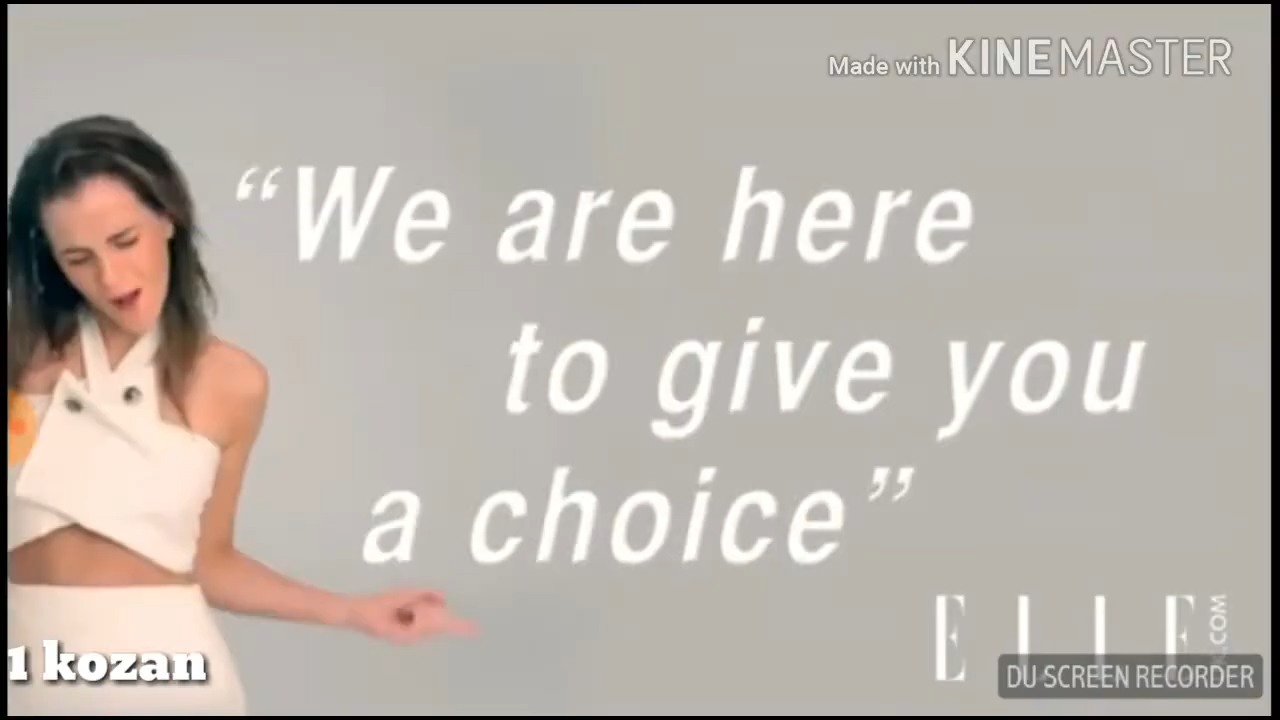 Made with KINEMASTER
“We are here
to give you
a choice”
1 kozan
ELLE
.COM
DU SCREEN RECORDER